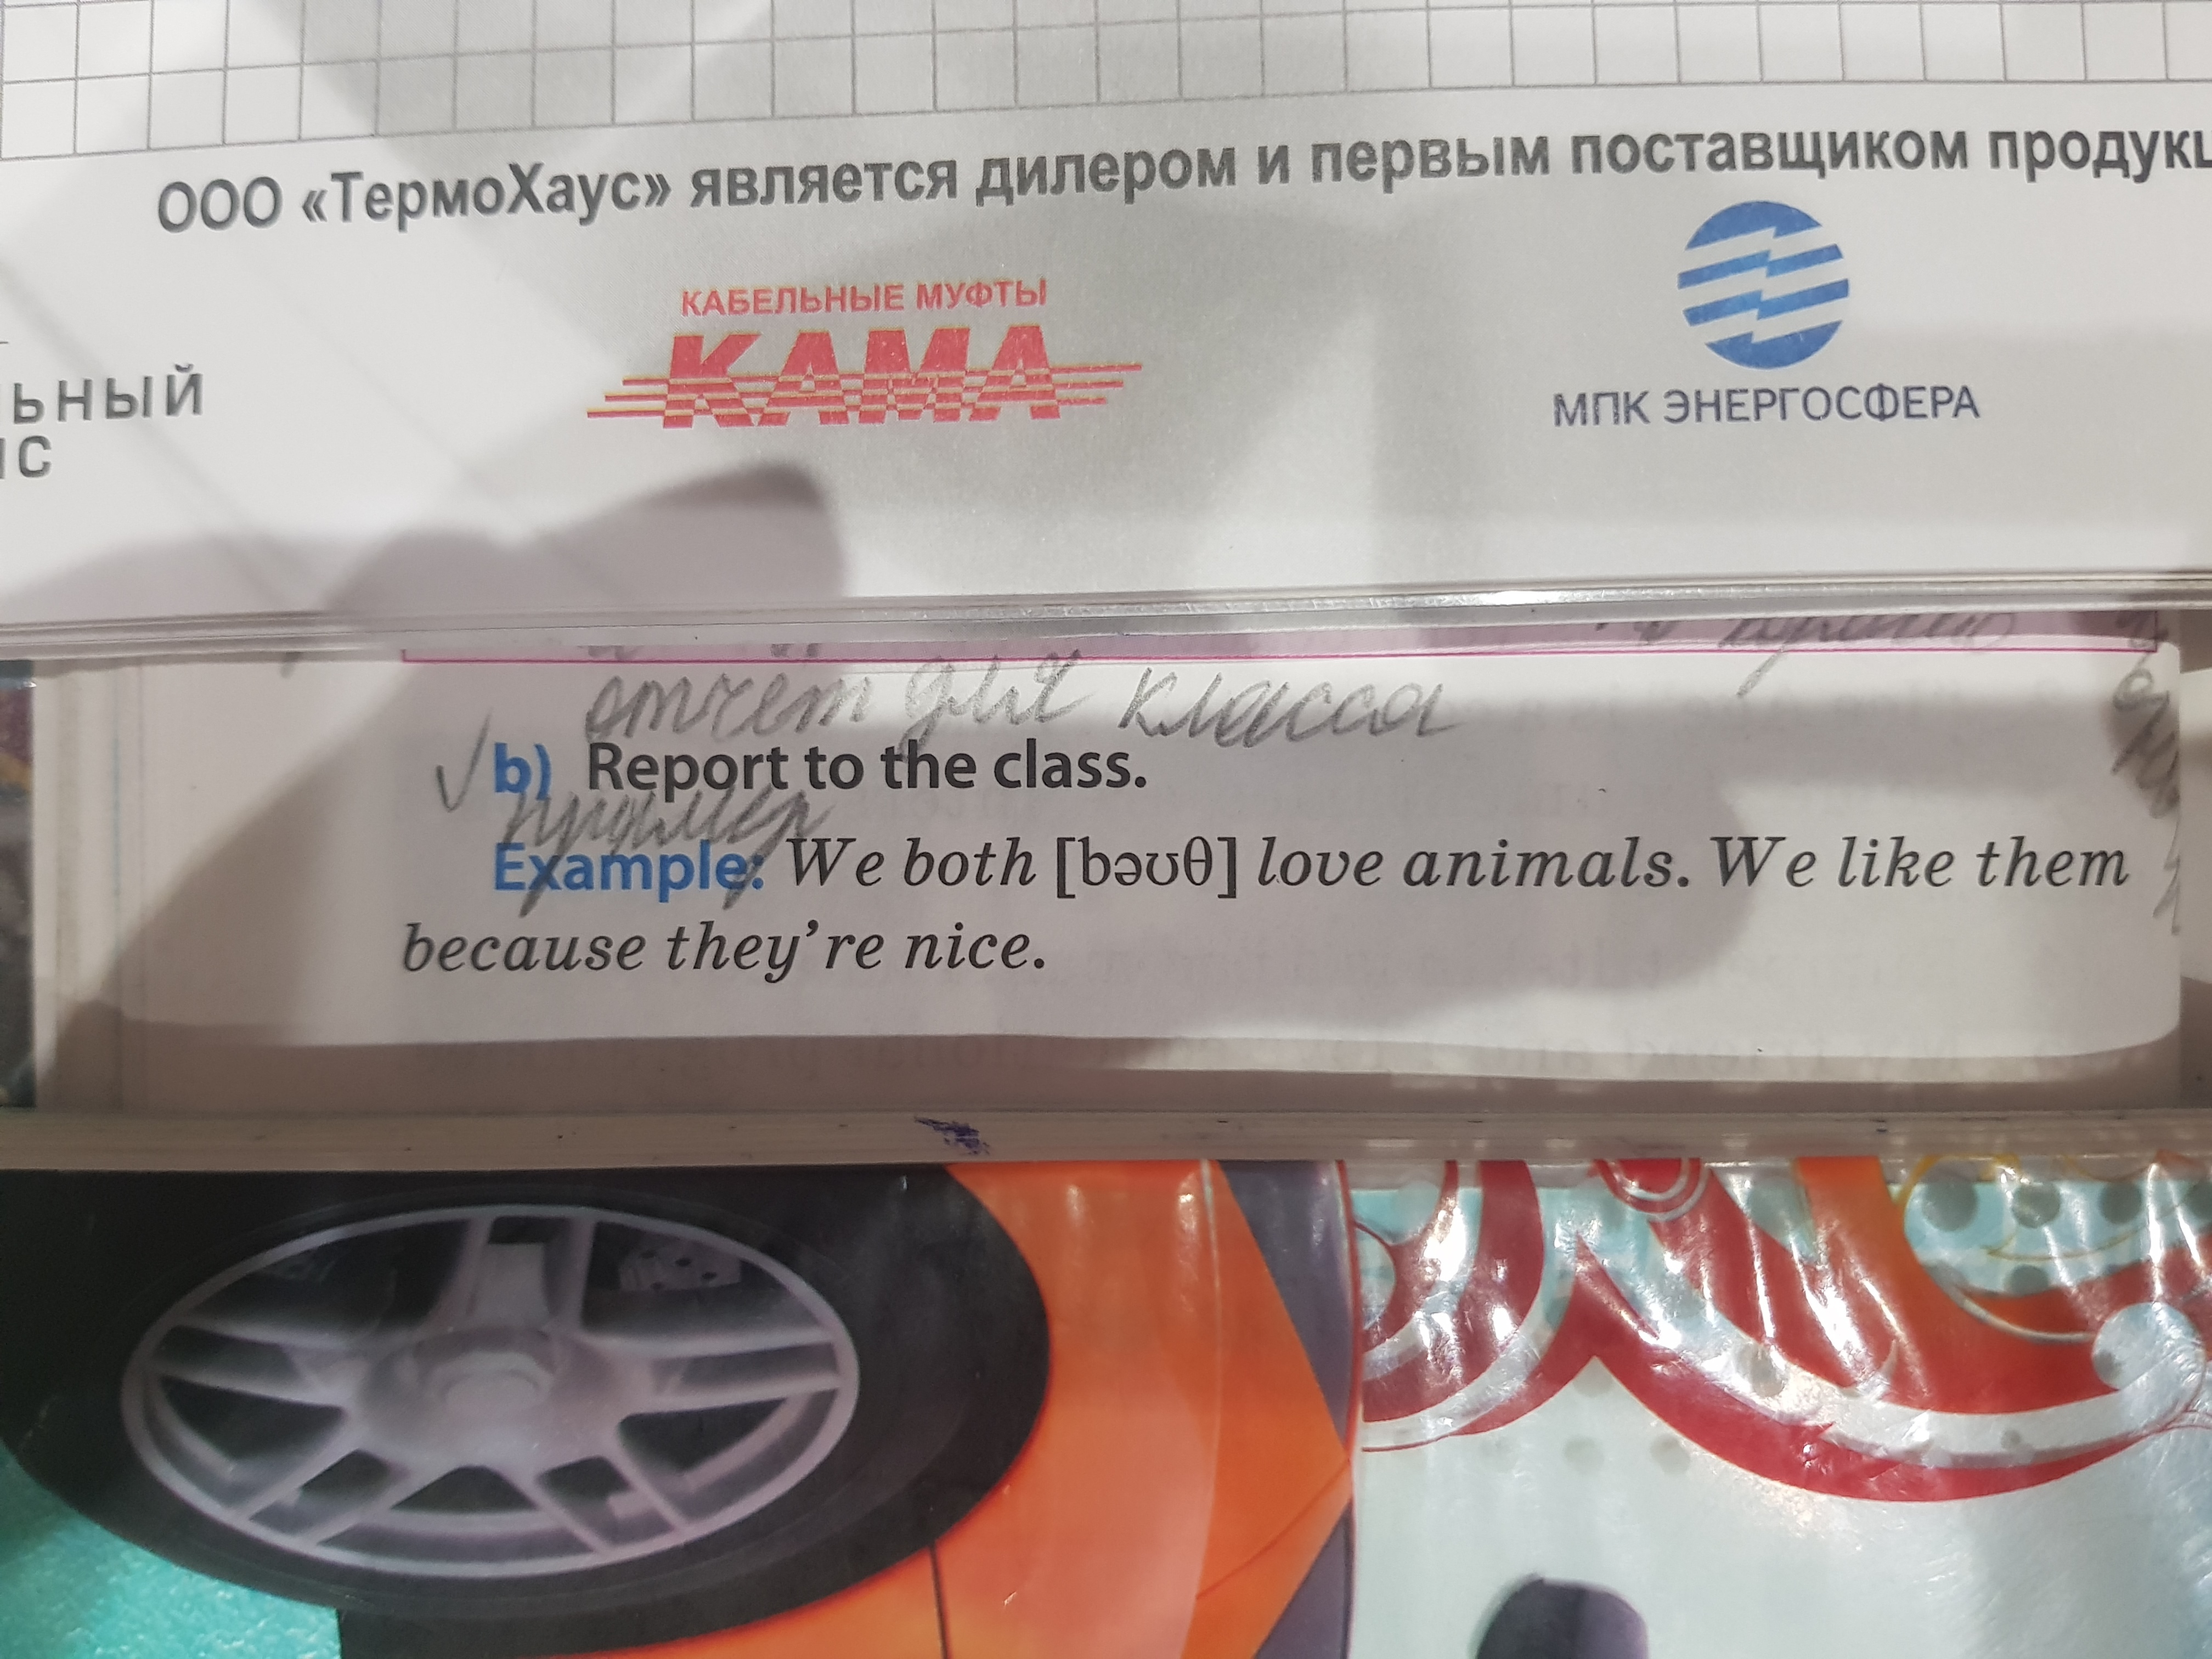 ООО «ТермоХаус» является дилером и первым поставщиком продукц
КАБЕЛЬНЫЕ МУФТЫ
КАМА
МПК ЭНЕРГОСФЕРА
ЬНЫЙ
ИС
отчет для класса
b) Report to the class.
пример
Example: We both [bəʊθ] love animals. We like them
because they're nice.